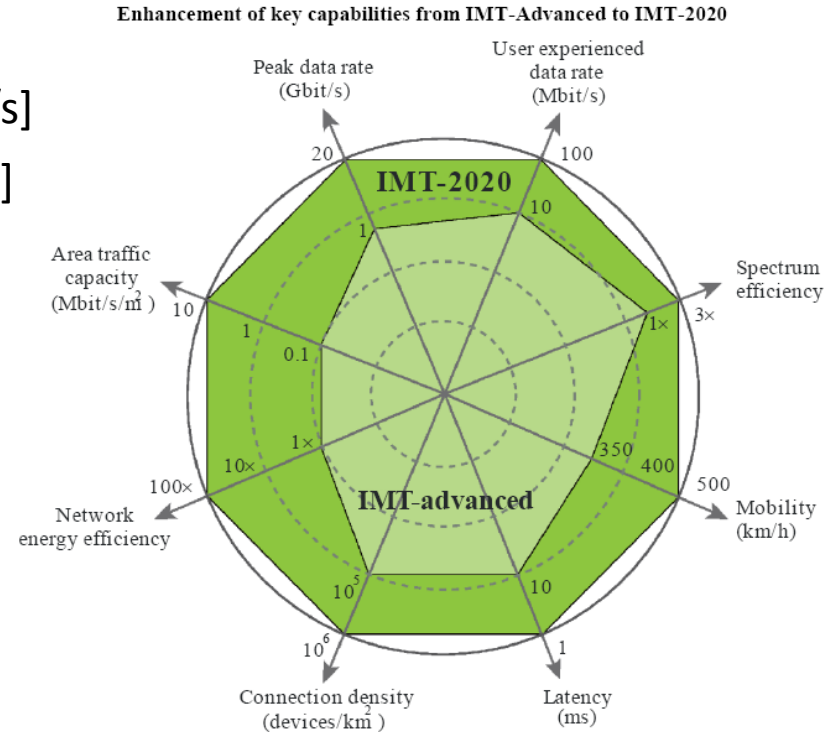 Enhancement of key capabilities from IMT-Advanced to IMT-2020
User experienced
data rate
(Mbit/s)
Peak data rate
(Gbit/s)
/s]
]
20
100
IMT-2020
10
1
Area traffic
capacity
(Mbit/s/m²)
10
1
0.1
Spectrum
efficiency
1×
3×
1×
10×
100×
350
400
500
Network
energy efficiency
Mobility
(km/h)
IMT-advanced
10⁵
10
10⁶
1
Connection density
(devices/km²)
Latency
(ms)